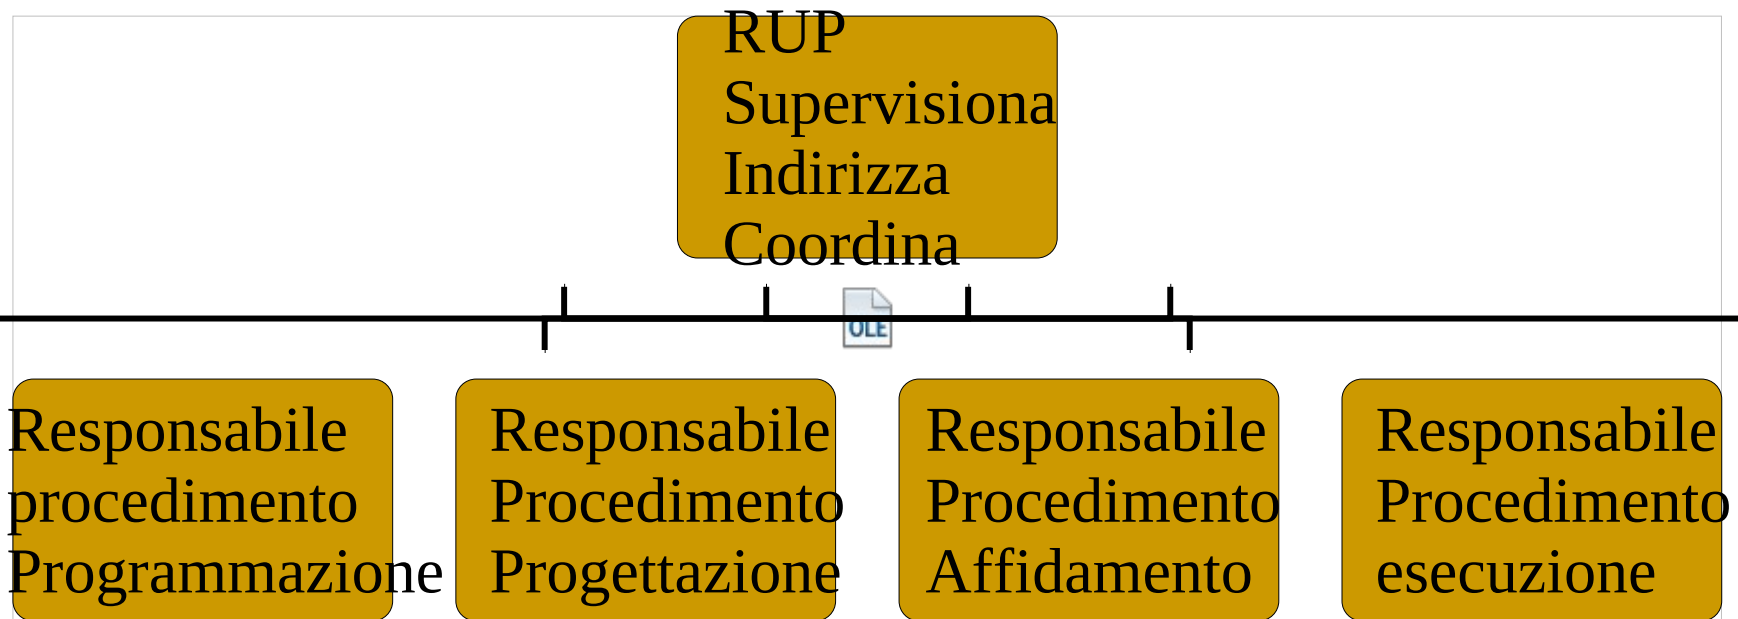 RUP
Supervisiona
Indirizza
Coordina
OLE
Responsabile
procedimento
Programmazione
Responsabile
Procedimento
Progettazione
Responsabile
Procedimento
Affidamento
Responsabile
Procedimento
esecuzione